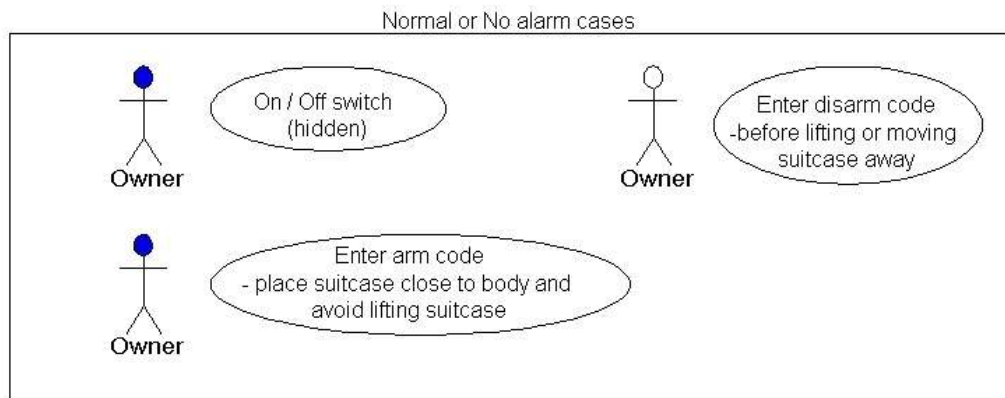 Normal or No alarm cases
On / Off switch
(hidden)
Owner
Enter disarm code
-before lifting or moving
suitcase away
Owner
Enter arm code
- place suitcase close to body and
avoid lifting suitcase
Owner